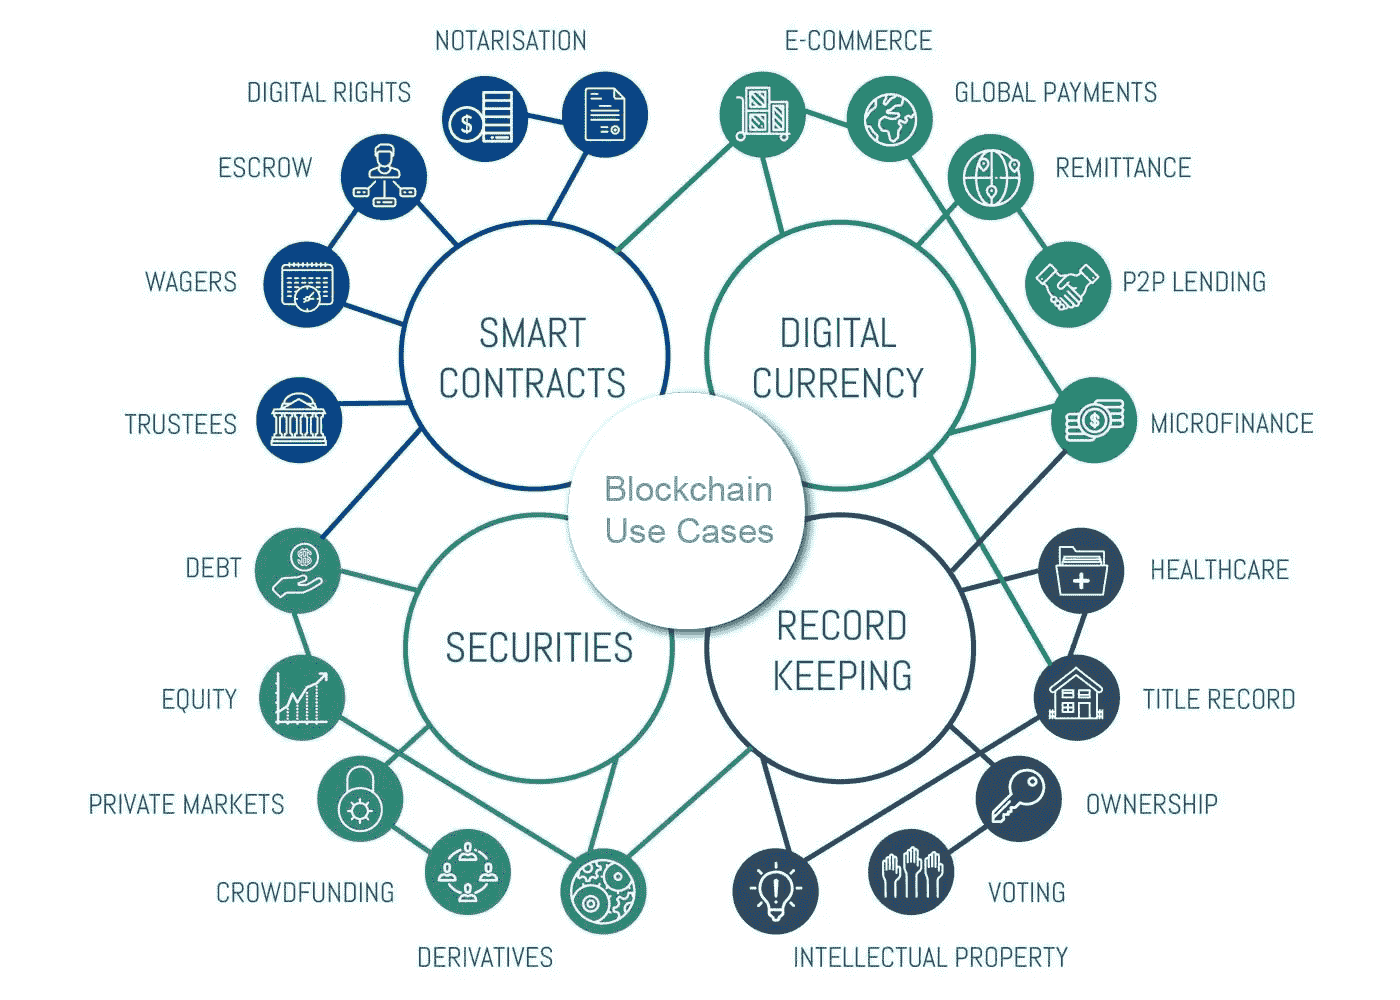 NOTARISATION
E-COMMERCE
DIGITAL RIGHTS
GLOBAL PAYMENTS
ESCROW
REMITTANCE
WAGERS
P2P LENDING
SMART
CONTRACTS
DIGITAL
CURRENCY
TRUSTEES
MICROFINANCE
Blockchain
Use Cases
DEBT
HEALTHCARE
SECURITIES
RECORD
KEEPING
EQUITY
TITLE RECORD
PRIVATE MARKETS
OWNERSHIP
CROWDFUNDING
VOTING
DERIVATIVES
INTELLECTUAL PROPERTY